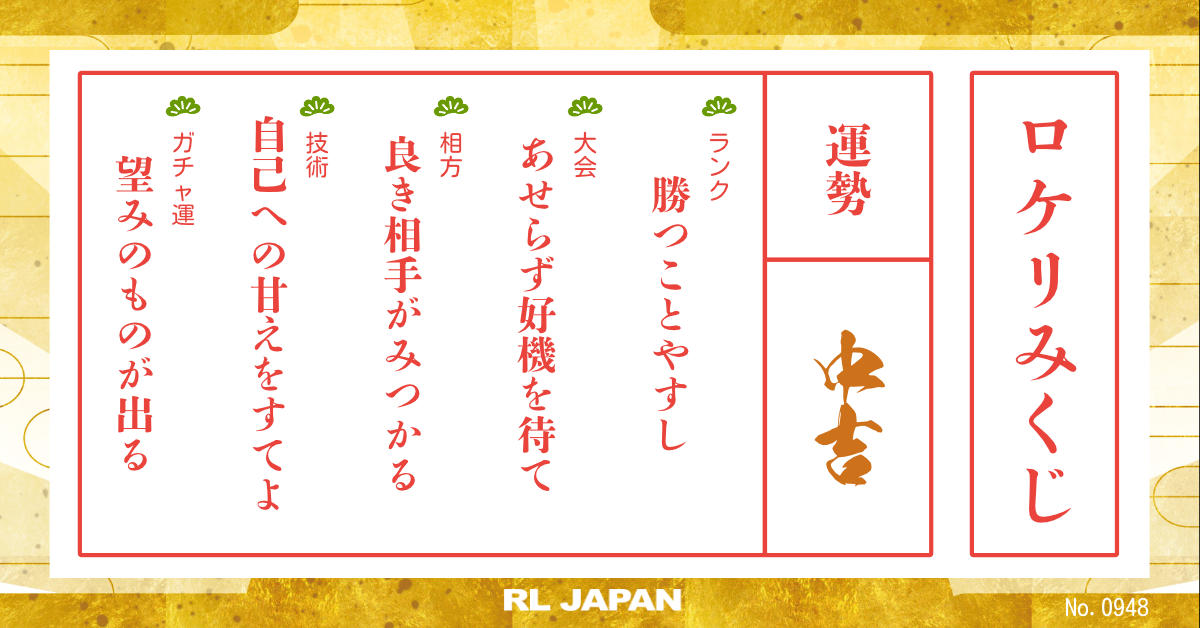 ロケリみくじ
運勢
中吉
ランク
勝つことやすし
大会
あせらず好機を待て
相方
良き相手がみつかる
技術
自己への甘えをすてよ
ガチャ運
望みのものが出る
RL JAPAN
No. 0948